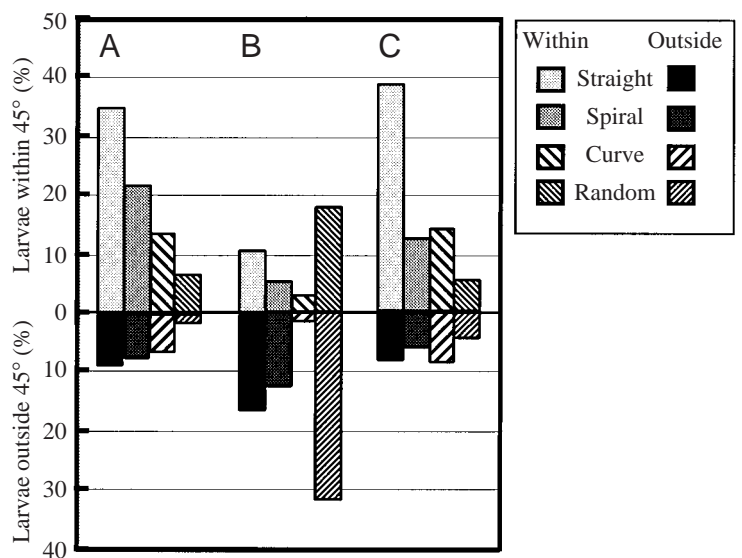 50
40
30
20
10
0
10
20
30
40
Larvae within 45° (%)
Larvae outside 45° (%)
A B C
Within Outside
Straight
Spiral
Curve
Random